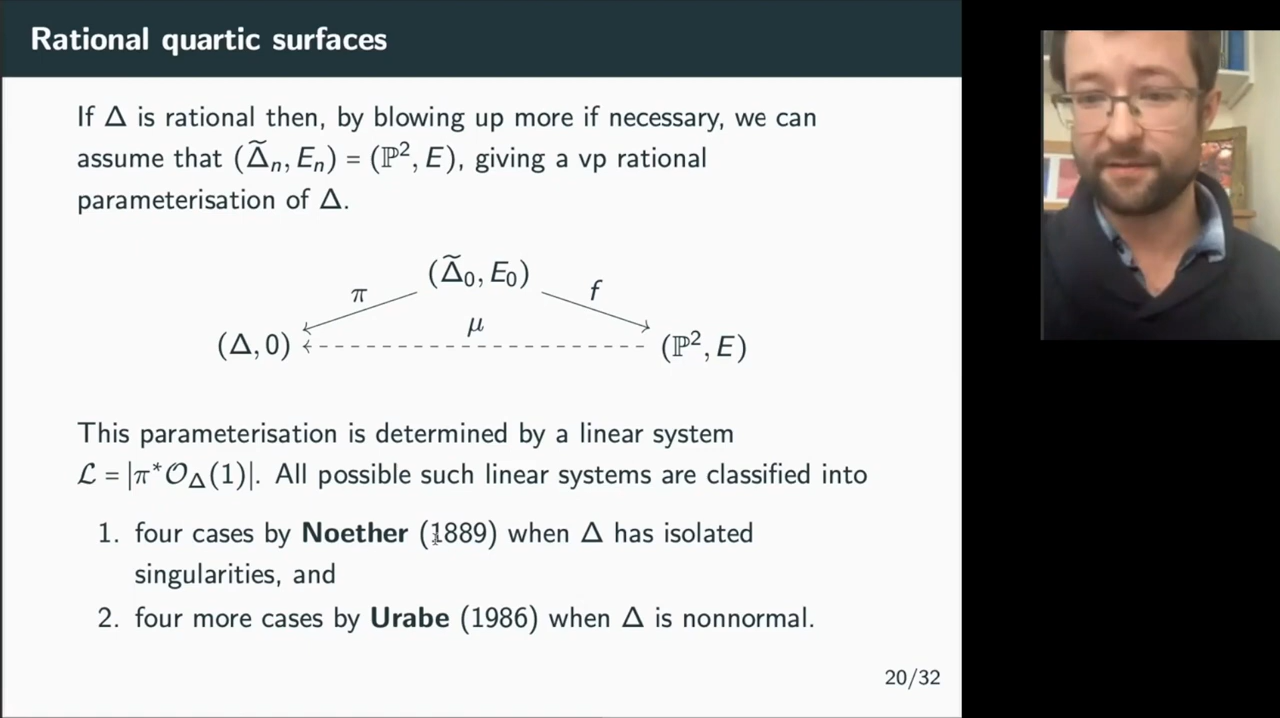 Rational quartic surfaces
If Δ is rational then, by blowing up more if necessary, we can
assume that (Δ̃ₙ, Eₙ) = (ℙ², E), giving a vp rational
parameterisation of Δ.
(Δ̃₀, E₀)
π
f
μ
(Δ, 0)
(ℙ², E)
This parameterisation is determined by a linear system
ℒ = |π*𝒪_Δ(1)|. All possible such linear systems are classified into
1. four cases by Noether (1889) when Δ has isolated
singularities, and
2. four more cases by Urabe (1986) when Δ is nonnormal.
20/32